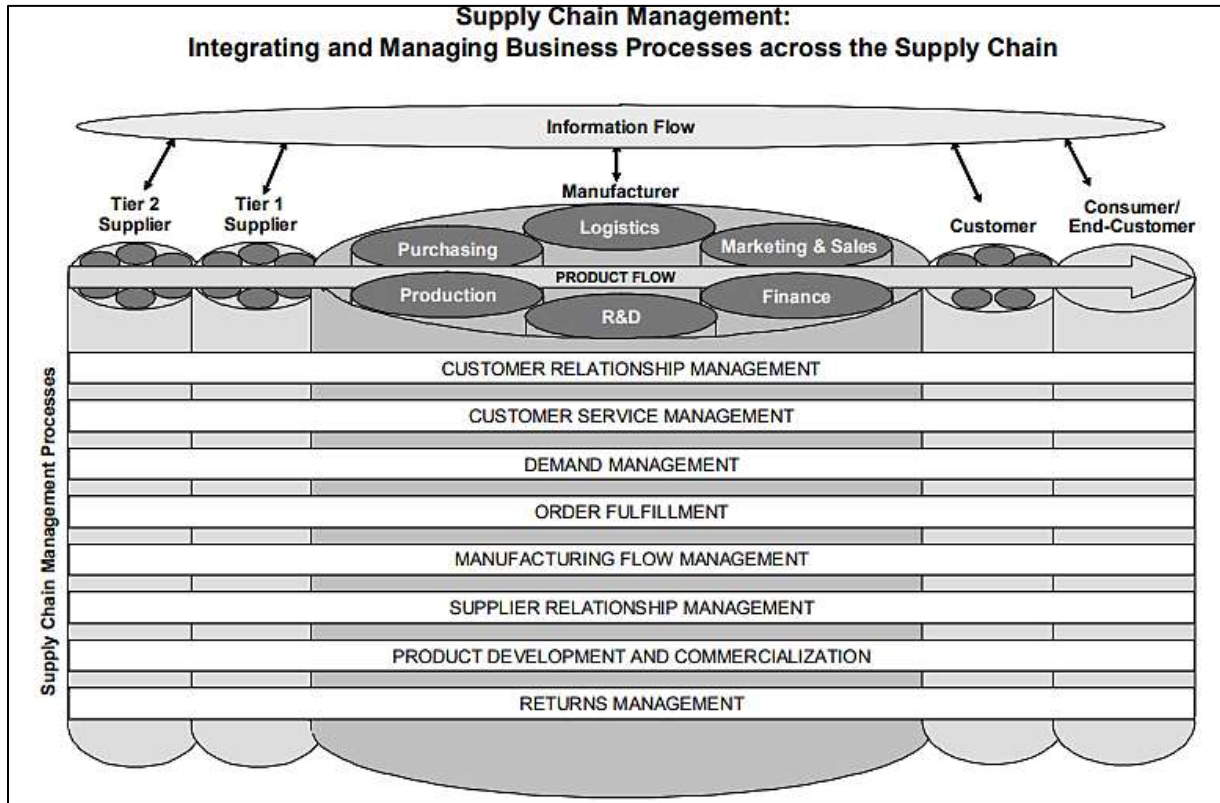 Supply Chain Management:
Integrating and Managing Business Processes across the Supply Chain
Information Flow
Tier 2
Supplier
Tier 1
Supplier
Manufacturer
Customer
Consumer/
End-Customer
Logistics
Purchasing
Marketing & Sales
PRODUCT FLOW
Production
Finance
R&D
Supply Chain Management Processes
CUSTOMER RELATIONSHIP MANAGEMENT
CUSTOMER SERVICE MANAGEMENT
DEMAND MANAGEMENT
ORDER FULFILLMENT
MANUFACTURING FLOW MANAGEMENT
SUPPLIER RELATIONSHIP MANAGEMENT
PRODUCT DEVELOPMENT AND COMMERCIALIZATION
RETURNS MANAGEMENT